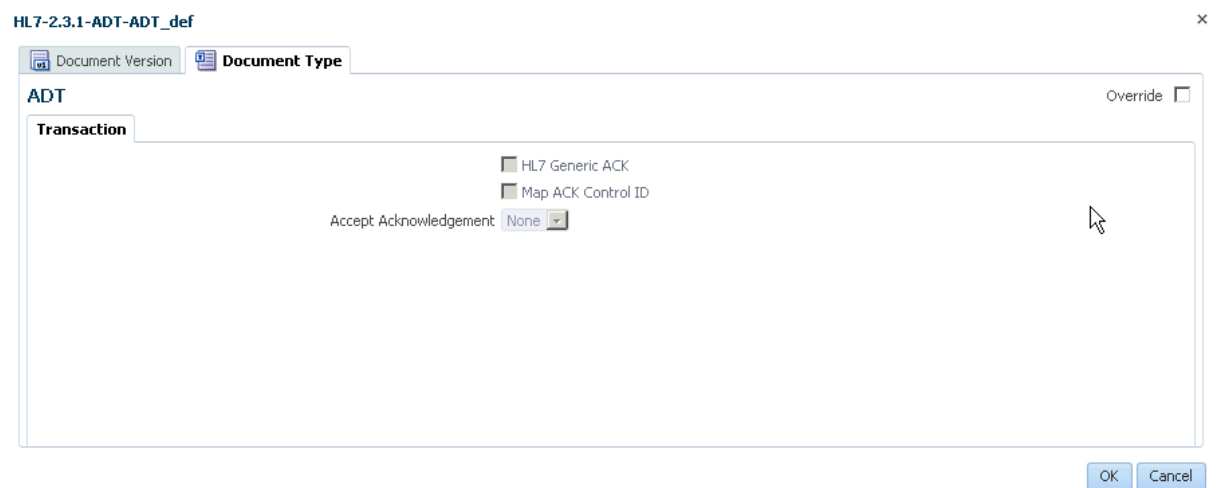 HL7-2.3.1-ADT-ADT_def
Document Version Document Type
ADT Override
Transaction
HL7 Generic ACK
Map ACK Control ID
Accept Acknowledgement None
OK Cancel